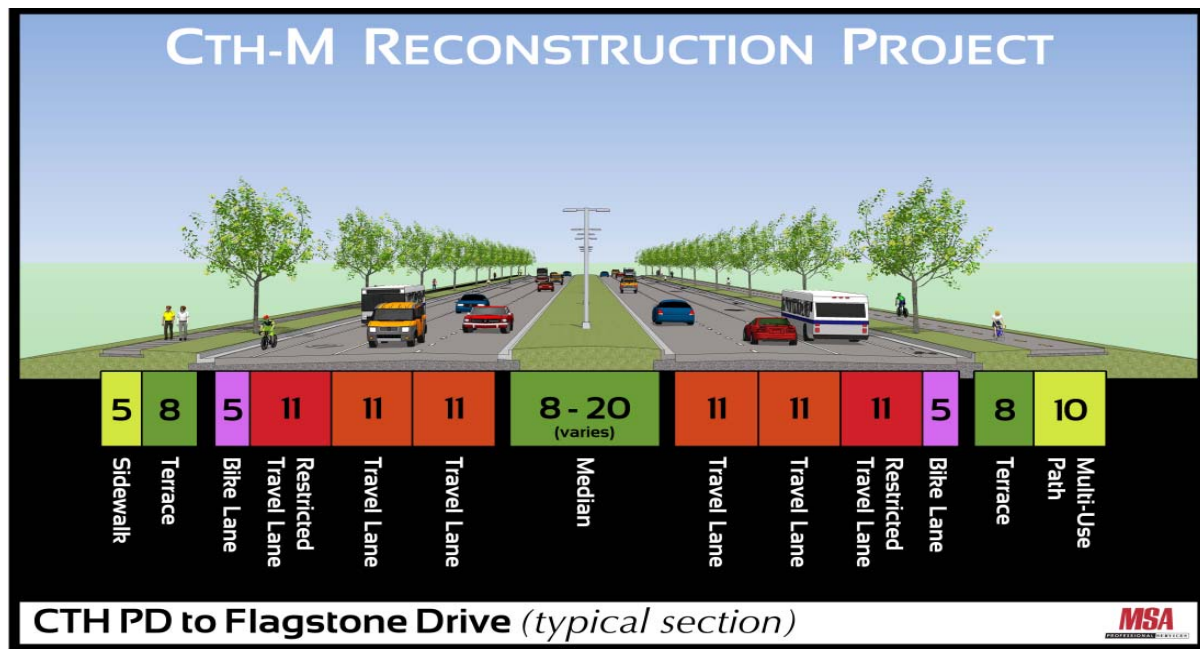 CTH-M RECONSTRUCTION PROJECT
5 8 5 11 11 11 8 - 20 11 11 11 5 8 10
(varies)
Sidewalk
Terrace
Bike Lane
Restricted
Travel Lane
Travel Lane
Travel Lane
Median
Travel Lane
Travel Lane
Restricted
Travel Lane
Bike Lane
Terrace
Multi-Use
Path
CTH PD to Flagstone Drive (typical section)
MSA
PROFESSIONAL SERVICES